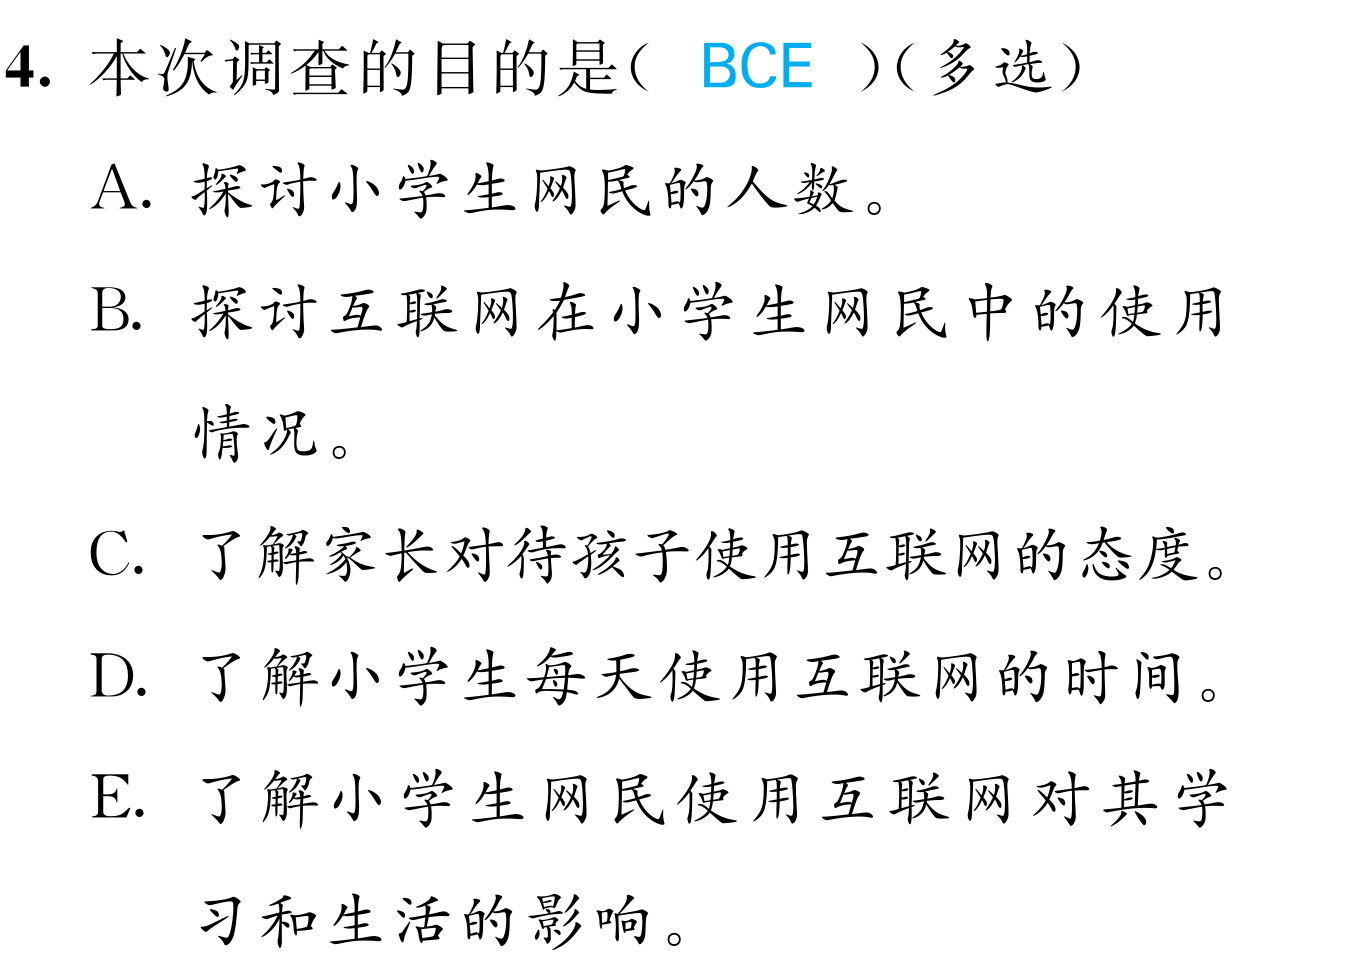 4. 本次调查的目的是( BCE )(多选)
A. 探讨小学生网民的人数。
B. 探讨互联网在小学生网民中的使用
情况。
C. 了解家长对待孩子使用互联网的态度。
D. 了解小学生每天使用互联网的时间。
E. 了解小学生网民使用互联网对其学
习和生活的影响。